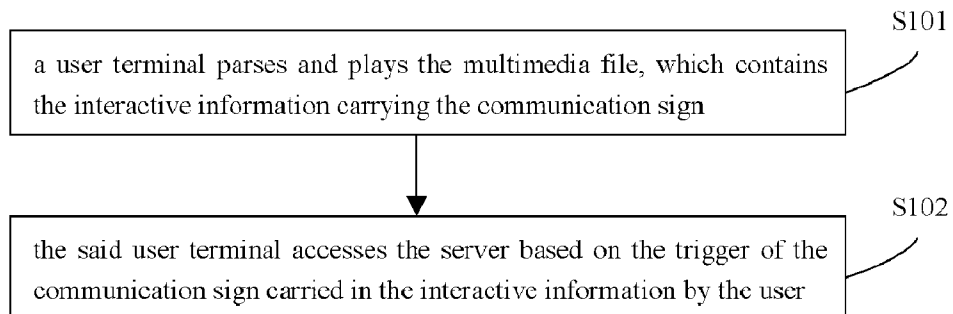 S101
a user terminal parses and plays the multimedia file, which contains
the interactive information carrying the communication sign
S102
the said user terminal accesses the server based on the trigger of the
communication sign carried in the interactive information by the user